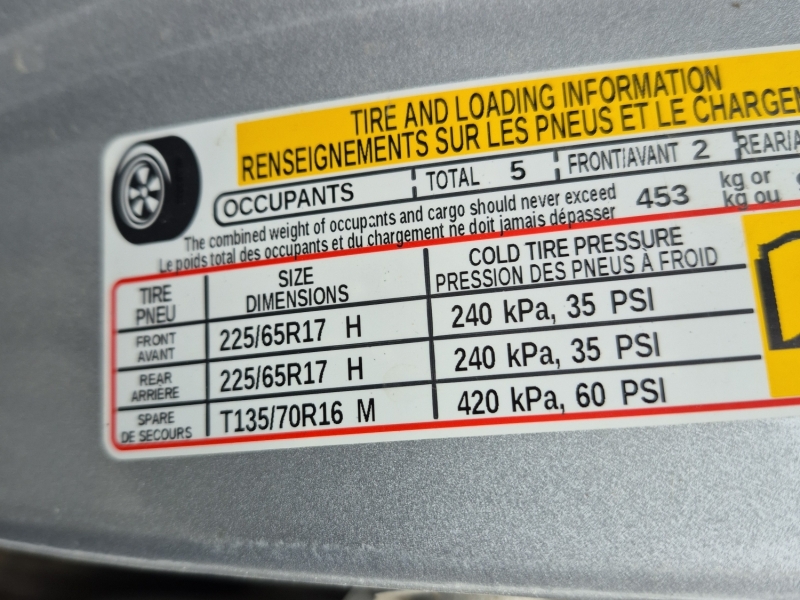 TIRE AND LOADING INFORMATION
RENSEIGNEMENTS SUR LES PNEUS ET LE CHARGEM
OCCUPANTS TOTAL 5 FRONT/AVANT 2 REAR/A
The combined weight of occupants and cargo should never exceed 453 kg or
Le poids total des occupants et du chargement ne doit jamais dépasser kg ou
TIRE SIZE COLD TIRE PRESSURE
PNEU DIMENSIONS PRESSION DES PNEUS À FROID
FRONT
AVANT 225/65R17 H 240 kPa, 35 PSI
REAR
ARRIÈRE 225/65R17 H 240 kPa, 35 PSI
SPARE
DE SECOURS T135/70R16 M 420 kPa, 60 PSI